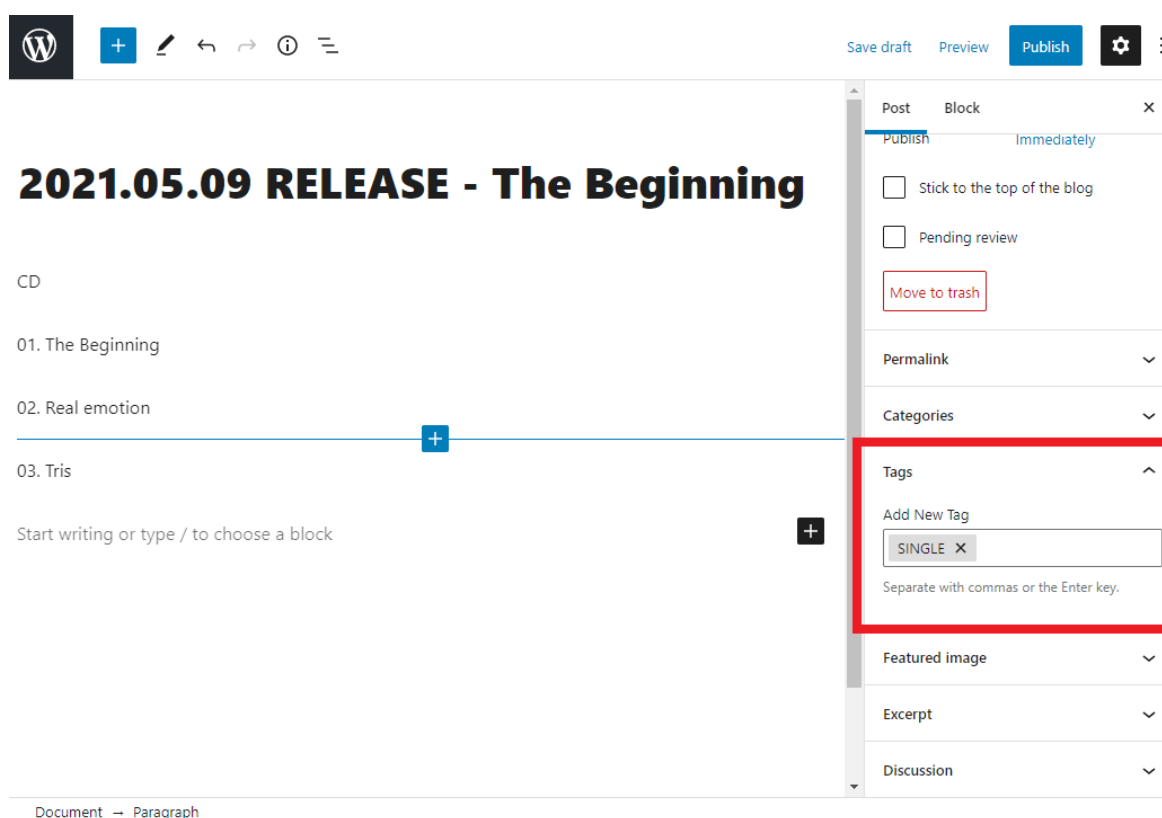 Save draft Preview Publish
Post Block
Publish Immediately
2021.05.09 RELEASE - The Beginning
Stick to the top of the blog
Pending review
CD
Move to trash
01. The Beginning
Permalink
02. Real emotion
Categories
03. Tris
Tags
Add New Tag
Start writing or type / to choose a block
SINGLE
Separate with commas or the Enter key.
Featured image
Excerpt
Discussion
Document → Paragraph